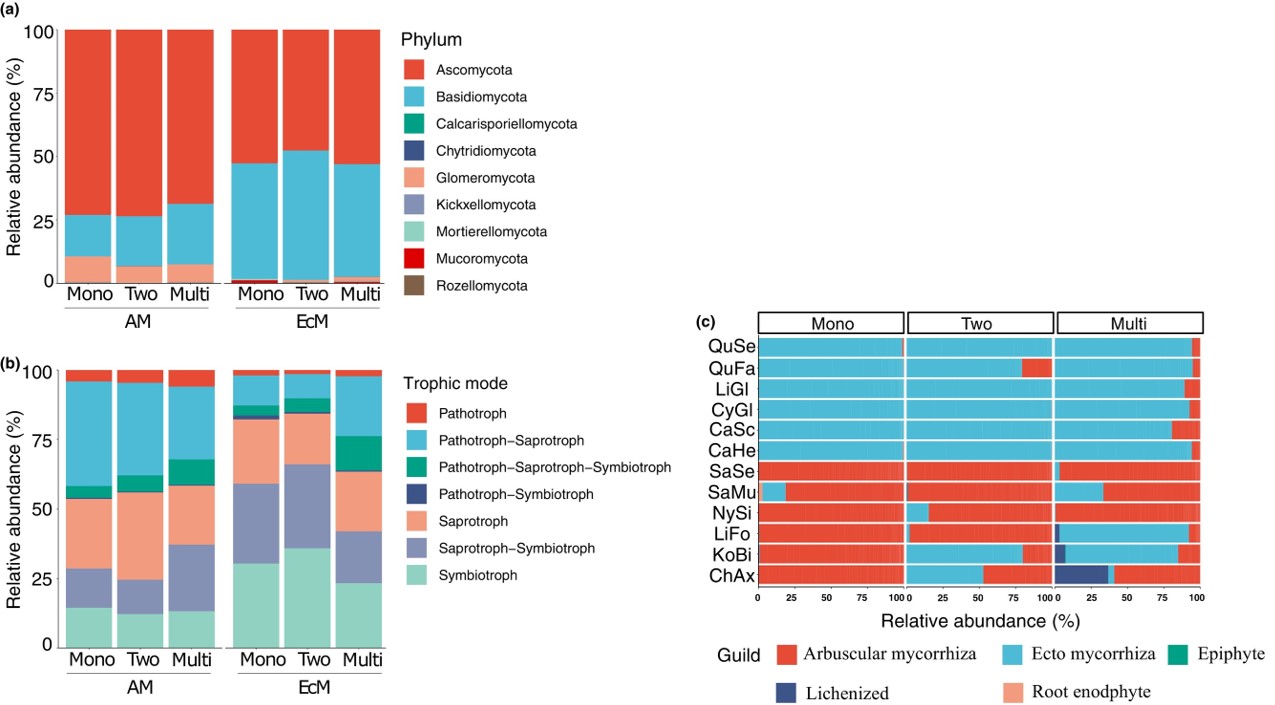 (a)
Relative abundance (%)
100
75
50
25
0
Mono Two Multi Mono Two Multi
AM EcM
Phylum
Ascomycota
Basidiomycota
Calcarisporiellomycota
Chytridiomycota
Glomeromycota
Kickxellomycota
Mortierellomycota
Mucoromycota
Rozellomycota
(b)
Relative abundance (%)
100
75
50
25
0
Mono Two Multi Mono Two Multi
AM EcM
Trophic mode
Pathotroph
Pathotroph−Saprotroph
Pathotroph−Saprotroph−Symbiotroph
Pathotroph−Symbiotroph
Saprotroph
Saprotroph−Symbiotroph
Symbiotroph
(c)
Mono Two Multi
QuSe
QuFa
LiGl
CyGl
CaSc
CaHe
SaSe
SaMu
NySi
LiFo
KoBi
ChAx
0 25 50 75 100 0 25 50 75 100 0 25 50 75 100
Relative abundance (%)
Guild Arbuscular mycorrhiza Ecto mycorrhiza Epiphyte
Lichenized Root enodphyte